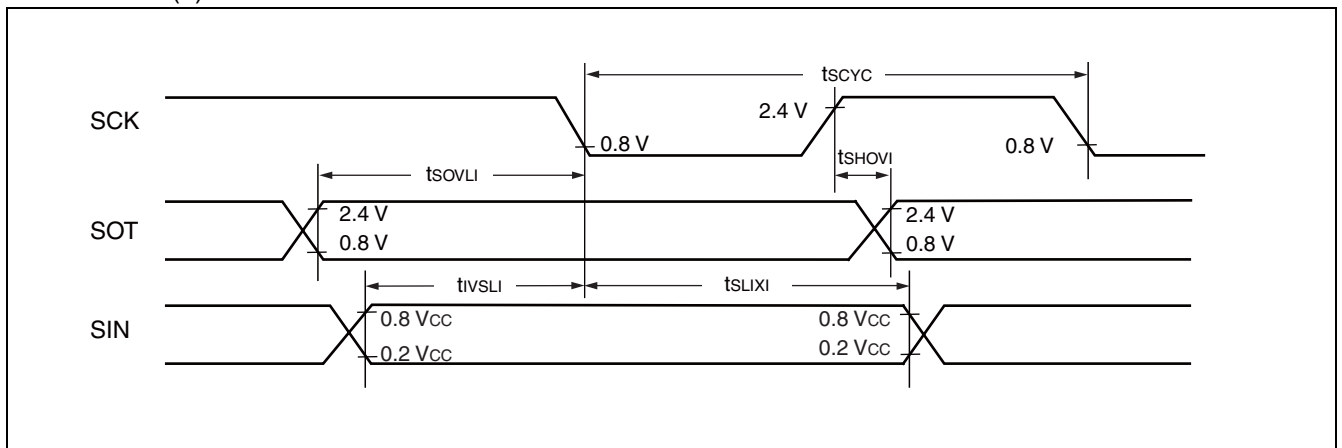 tSCYC
SCK
2.4 V
0.8 V
0.8 V
tSHOVI
tSOVLI
SOT
2.4 V
0.8 V
2.4 V
0.8 V
tIVSLI
tSLIXI
SIN
0.8 VCC
0.2 VCC
0.8 VCC
0.2 VCC